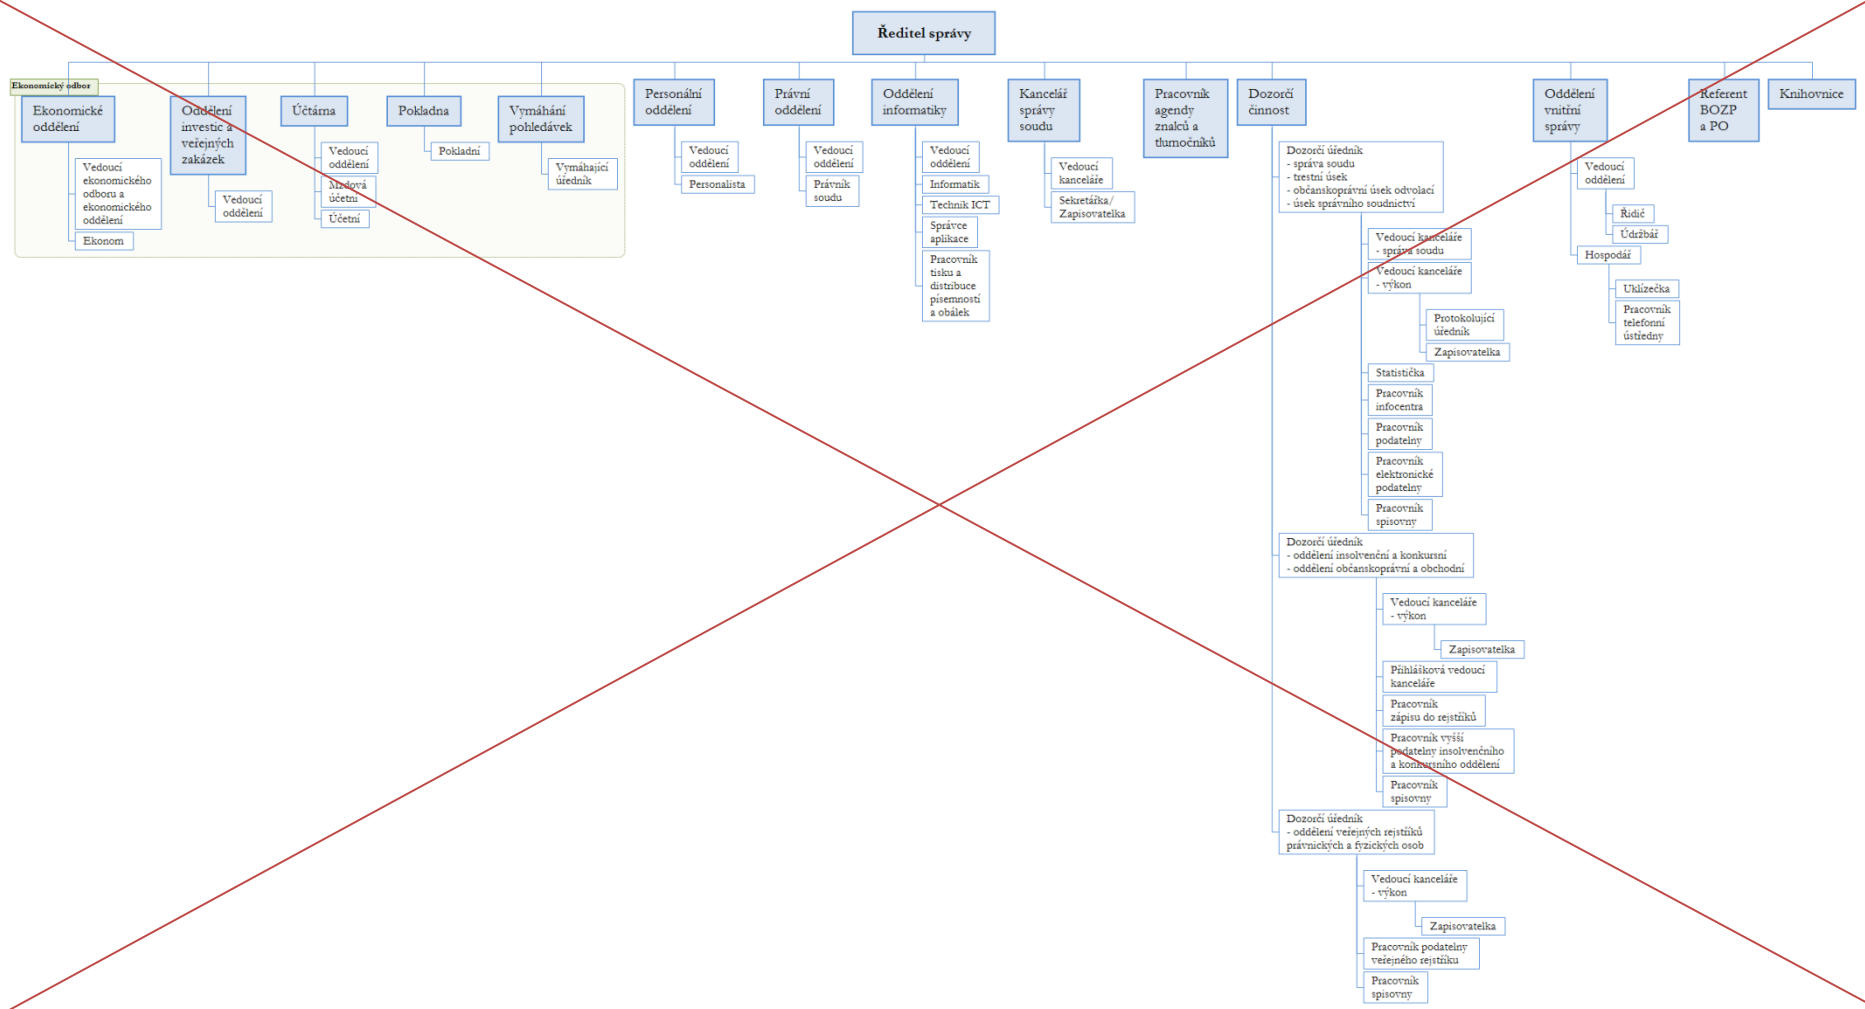 Ředitel správy
Ekonomický odbor
Ekonomické
oddělení
Vedoucí
ekonomického
odboru a
ekonomického
oddělení
Ekonom
Oddělení
investic a
veřejných
zakázek
Vedoucí
oddělení
Účtárna
Vedoucí
oddělení
Mzdová
účetní
Účetní
Pokladna
Pokladní
Vymáhání
pohledávek
Vymáhající
úředník
Personální
oddělení
Vedoucí
oddělení
Personalista
Právní
oddělení
Vedoucí
oddělení
Právník
soudu
Oddělení
informatiky
Vedoucí
oddělení
Informatik
Technik ICT
Správce
aplikace
Pracovník
tisku a
distribuce
písemností
a obálek
Kancelář
správy
soudu
Vedoucí
kanceláře
Sekretářka/
Zapisovatelka
Pracovník
agendy
znalců a
tlumočníků
Dozorčí
činnost
Dozorčí úředník
- správa soudu
- trestní úsek
- občanskoprávní úsek odvolací
- úsek správního soudnictví
Vedoucí kanceláře
- správa soudu
Vedoucí kanceláře
- výkon
Protokolující
úředník
Zapisovatelka
Statistička
Pracovník
infocentra
Pracovník
podatelny
Pracovník
elektronické
podatelny
Pracovník
spisovny
Dozorčí úředník
- oddělení insolvenční a konkursní
- oddělení občanskoprávní a obchodní
Vedoucí kanceláře
- výkon
Zapisovatelka
Přihlášková vedoucí
kanceláře
Pracovník
zápisu do rejstříků
Pracovník vyšší
podatelny insolvenčního
a konkursního oddělení
Pracovník
spisovny
Dozorčí úředník
- oddělení veřejných rejstříků
právnických a fyzických osob
Vedoucí kanceláře
- výkon
Zapisovatelka
Pracovník podatelny
veřejného rejstříku
Pracovník
spisovny
Oddělení
vnitřní
správy
Vedoucí
oddělení
Řidič
Údržbář
Hospodář
Uklízečka
Pracovník
telefonní
ústředny
Referent
BOZP
a PO
Knihovnice